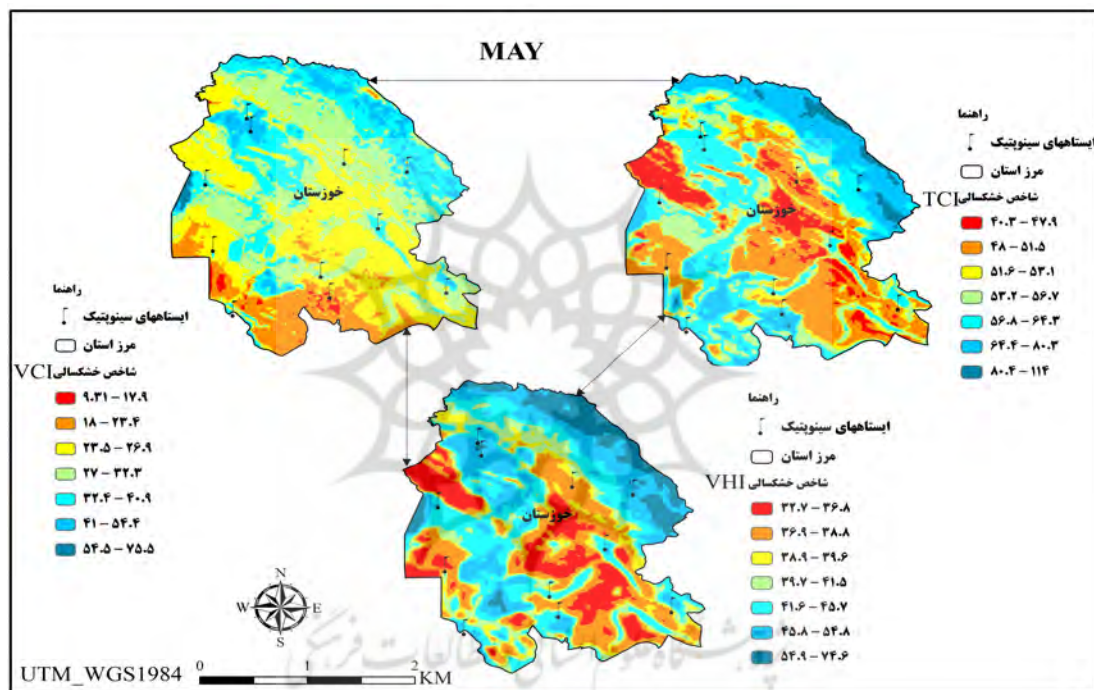 MAY
خوزستان
راهنما
ایستاههای سینوپتیک
مرز استان
VCI شاخص خشکسالی
۹.۳۱ – ۱۷.۹
۱۸ – ۲۳.۴
۲۳.۵ – ۲۶.۹
۲۷ – ۳۲.۳
۳۲.۴ – ۴۰.۹
۴۱ – ۵۴.۴
۵۴.۵ – ۷۵.۵
خوزستان
راهنما
ایستاههای سینوپتیک
مرز استان
TCI شاخص خشکسالی
۴۰.۳ – ۴۷.۹
۴۸ – ۵۱.۵
۵۱.۶ – ۵۳.۱
۵۳.۲ – ۵۶.۷
۵۶.۸ – ۶۴.۳
۶۴.۴ – ۸۰.۳
۸۰.۴ – ۱۱۴
خوزستان
راهنما
ایستاههای سینوپتیک
مرز استان
VHI شاخص خشکسالی
۳۲.۷ – ۳۶.۸
۳۶.۹ – ۳۸.۸
۳۸.۹ – ۳۹.۶
۳۹.۷ – ۴۱.۵
۴۱.۶ – ۴۵.۷
۴۵.۸ – ۵۴.۸
۵۴.۹ – ۷۴.۶
N
W E
S
UTM_WGS1984
0 1 2
KM